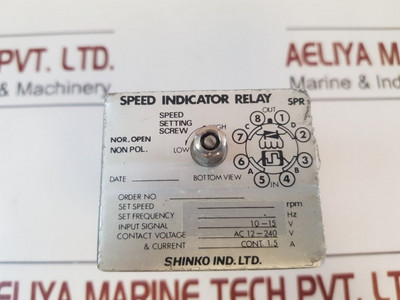 PVT. LTD.
& Machinery
AELIYA MARI
Marine & Ind
SPEED INDICATOR RELAY
SPR
SPEED
SETTING
SCREW
NOR. OPEN
NON POL.
LOW
HIGH
OUT
8 1
7 C D 2
6 B 3
A
5 IN 4
DATE
BOTTOM VIEW
ORDER NO.
SET SPEED rpm
SET FREQUENCY . Hz
INPUT SIGNAL 10-15 V
CONTACT VOLTAGE AC 12-240 V
& CURRENT CONT. 1.5 A
SHINKO IND. LTD.
AELIYA MARINE TECH PVT. L